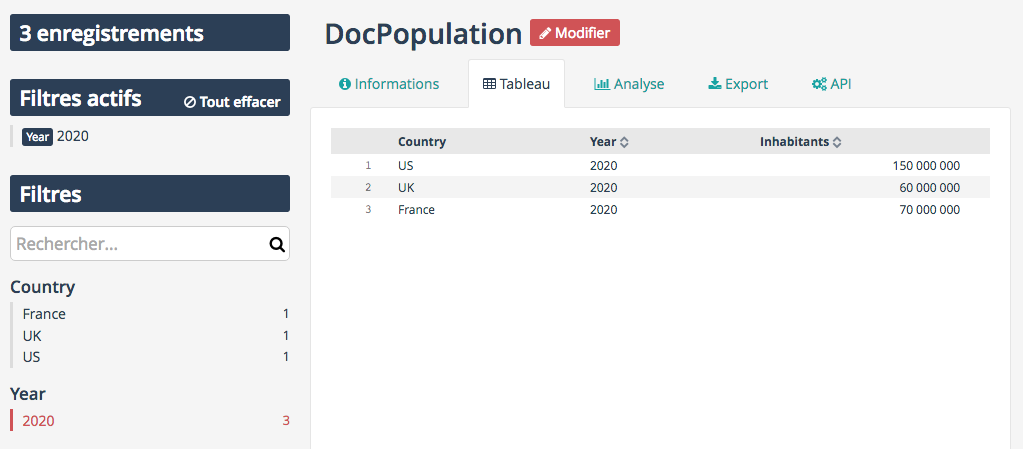 3 enregistrements
Filtres actifs Tout effacer
Year 2020
Filtres
Rechercher...
Country
France 1
UK 1
US 1
Year
2020 3
DocPopulation Modifier
Informations Tableau Analyse Export API
Country Year Inhabitants
1 US 2020 150 000 000
2 UK 2020 60 000 000
3 France 2020 70 000 000